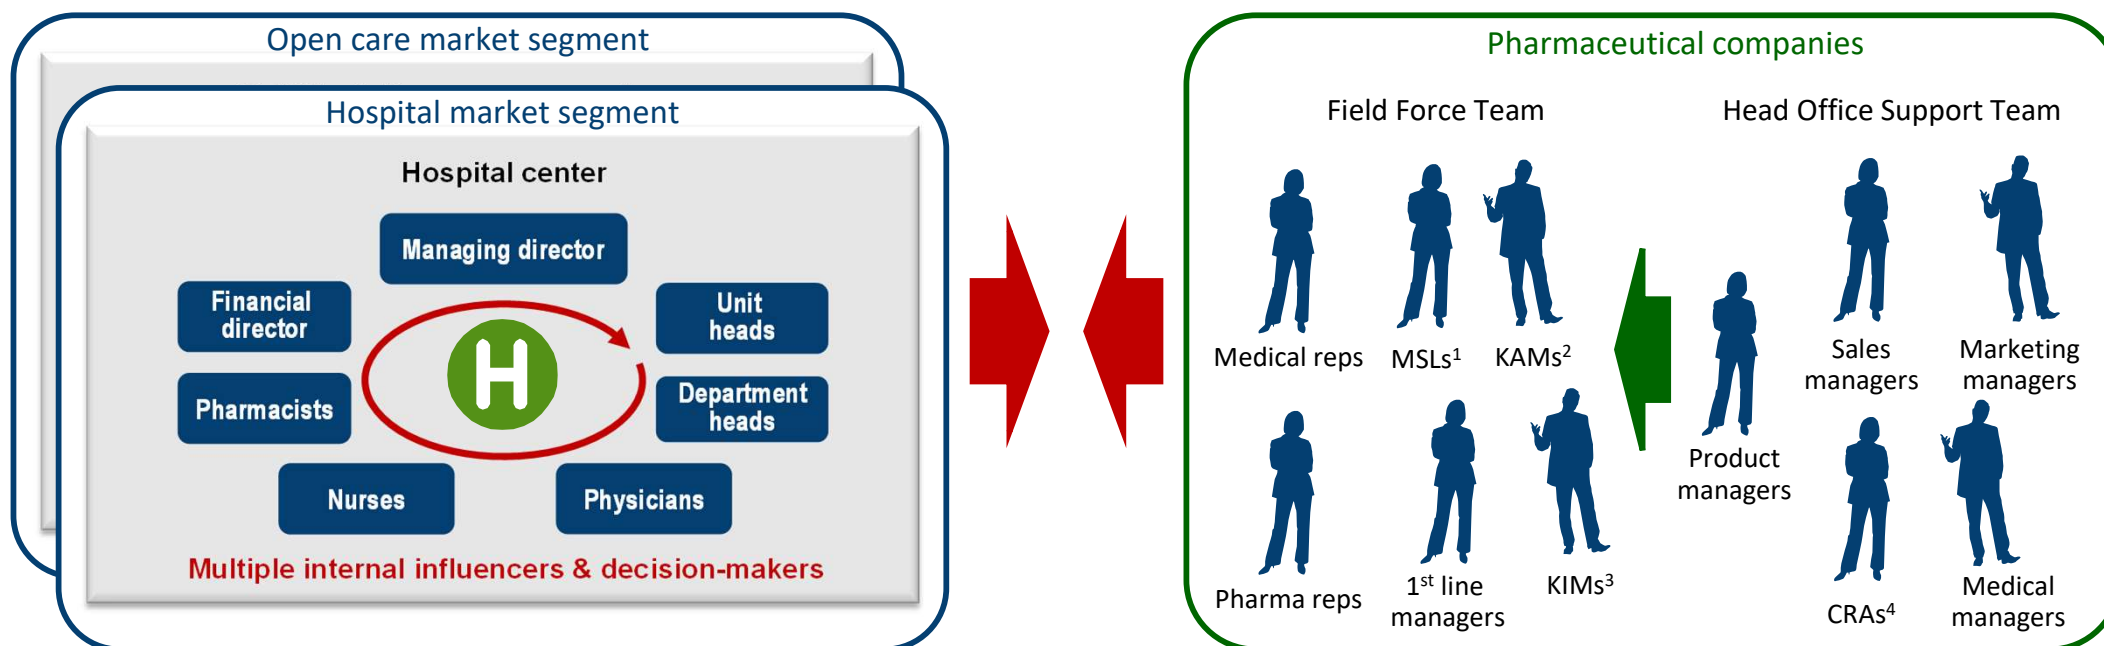 Open care market segment
Hospital market segment
Hospital center
Managing director
Financial
director
Unit
heads
Pharmacists
Department
heads
Nurses
Physicians
H
Multiple internal influencers & decision-makers
Pharmaceutical companies
Field Force Team
Head Office Support Team
Medical reps
MSLs¹
KAMs²
Sales
managers
Marketing
managers
Product
managers
Pharma reps
1st line
managers
KIMs³
CRAs⁴
Medical
managers